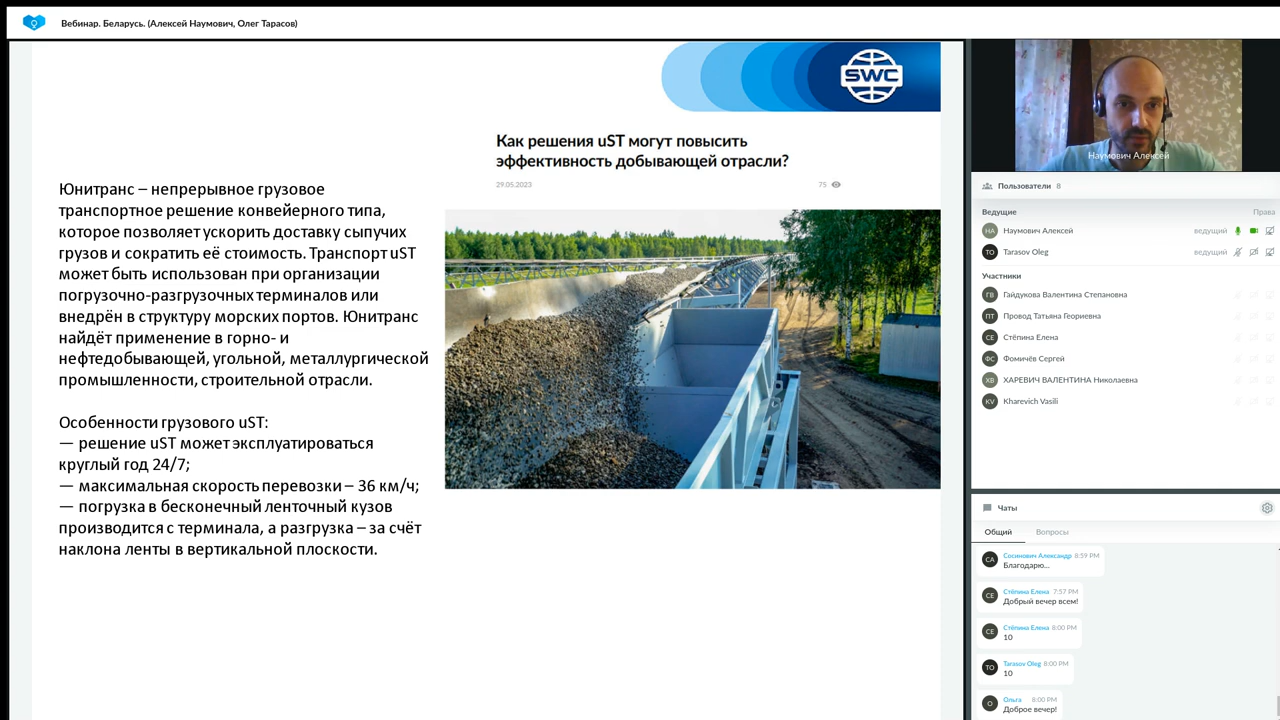 Вебинар. Беларусь. (Алексей Наумович, Олег Тарасов)
SWC
Как решения uST могут повысить
эффективность добывающей отрасли?
29.05.2023
75
Юнитранс – непрерывное грузовое
транспортное решение конвейерного типа,
которое позволяет ускорить доставку сыпучих
грузов и сократить её стоимость. Транспорт uST
может быть использован при организации
погрузочно-разгрузочных терминалов или
внедрён в структуру морских портов. Юнитранс
найдёт применение в горно- и
нефтедобывающей, угольной, металлургической
промышленности, строительной отрасли.
Особенности грузового uST:
— решение uST может эксплуатироваться
круглый год 24/7;
— максимальная скорость перевозки – 36 км/ч;
— погрузка в бесконечный ленточный кузов
производится с терминала, а разгрузка – за счёт
наклона ленты в вертикальной плоскости.
Наумович Алексей
Пользователи 8
Ведущие Права
НА Наумович Алексей ведущий
TO Tarasov Oleg ведущий
Участники
ГВ Гайдукова Валентина Степановна
ПТ Провод Татьяна Геориевна
СЕ Стёпина Елена
ФС Фомичёв Сергей
ХВ ХАРЕВИЧ ВАЛЕНТИНА Николаевна
KV Kharevich Vasili
Чаты
Общий Вопросы
СА Сосинович Александр 8:59 PM
Благодарю...
СЕ Стёпина Елена 7:57 PM
Добрый вечер всем!
СЕ Стёпина Елена 8:00 PM
10
TO Tarasov Oleg 8:00 PM
10
О Ольга 8:00 PM
Доброе вечер!